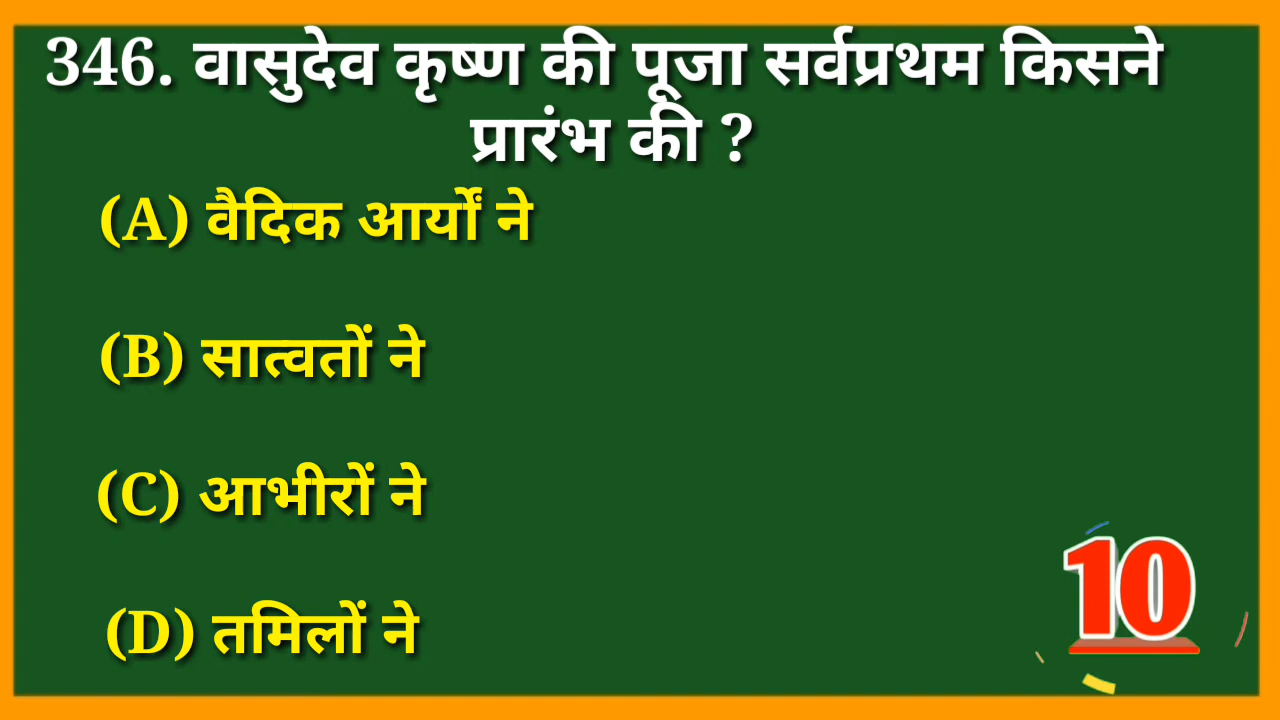 346. वासुदेव कृष्ण की पूजा सर्वप्रथम किसने
प्रारंभ की ?
(A) वैदिक आर्यों ने
(B) सात्वतों ने
(C) आभीरों ने
(D) तमिलों ने
10